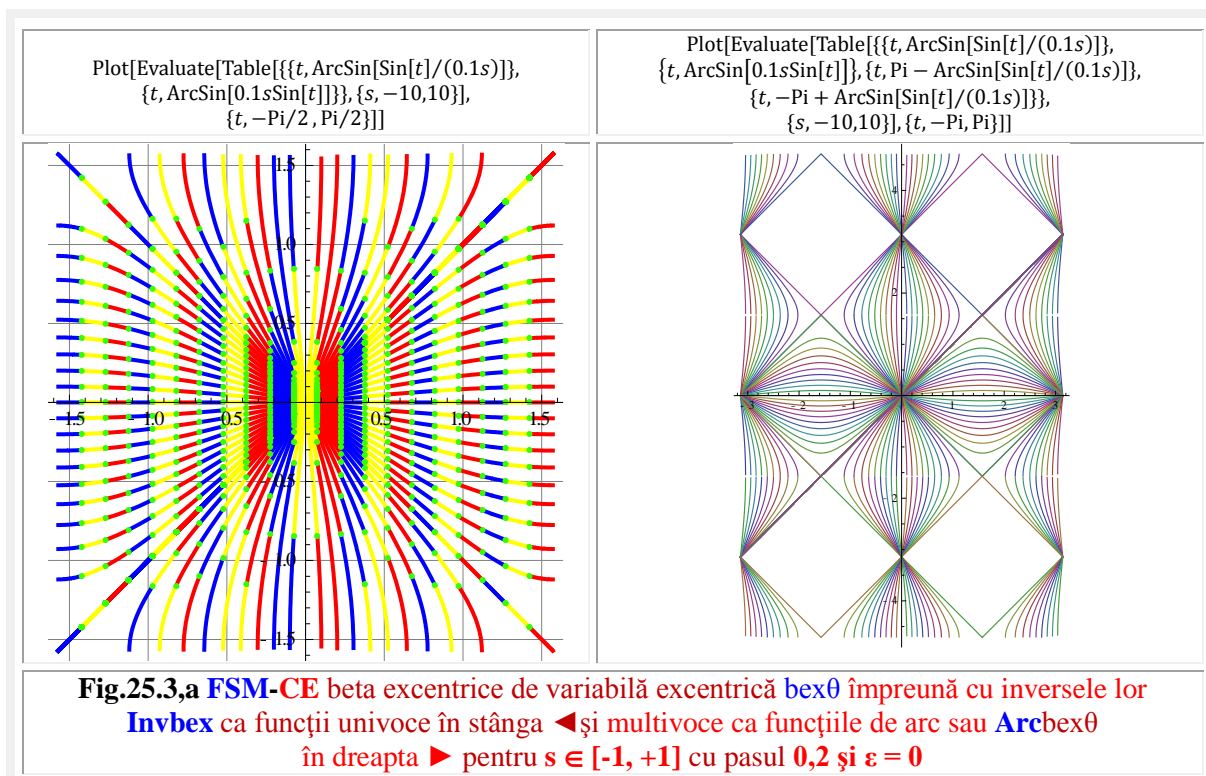 Plot[Evaluate[Table[{{t, ArcSin[Sin[t]/(0.1s)]},
{t, ArcSin[0.1sSin[t]]}}, {s, −10,10}],
{t, −Pi/2 , Pi/2}]]
Plot[Evaluate[Table[{{t, ArcSin[Sin[t]/(0.1s)]},
{t, ArcSin[0.1sSin[t]]}, {t, Pi − ArcSin[Sin[t]/(0.1s)]},
{t, −Pi + ArcSin[Sin[t]/(0.1s)]}},
{s, −10,10}], {t, −Pi, Pi}]]
1.5
1.0
0.5
-1.5 -1.0 0.5 0.5 1.0 1.5
0.5
-1.0
-1.5
4
2
-3 2 -1 1 2 3
2
4
Fig.25.3,a FSM-CE beta excentrice de variabilă excentrică bexθ împreună cu inversele lor
Invbex ca funcţii univoce în stânga ◄şi multivoce ca funcţiile de arc sau Arcbexθ
în dreapta ► pentru s ∈ [-1, +1] cu pasul 0,2 şi ε = 0